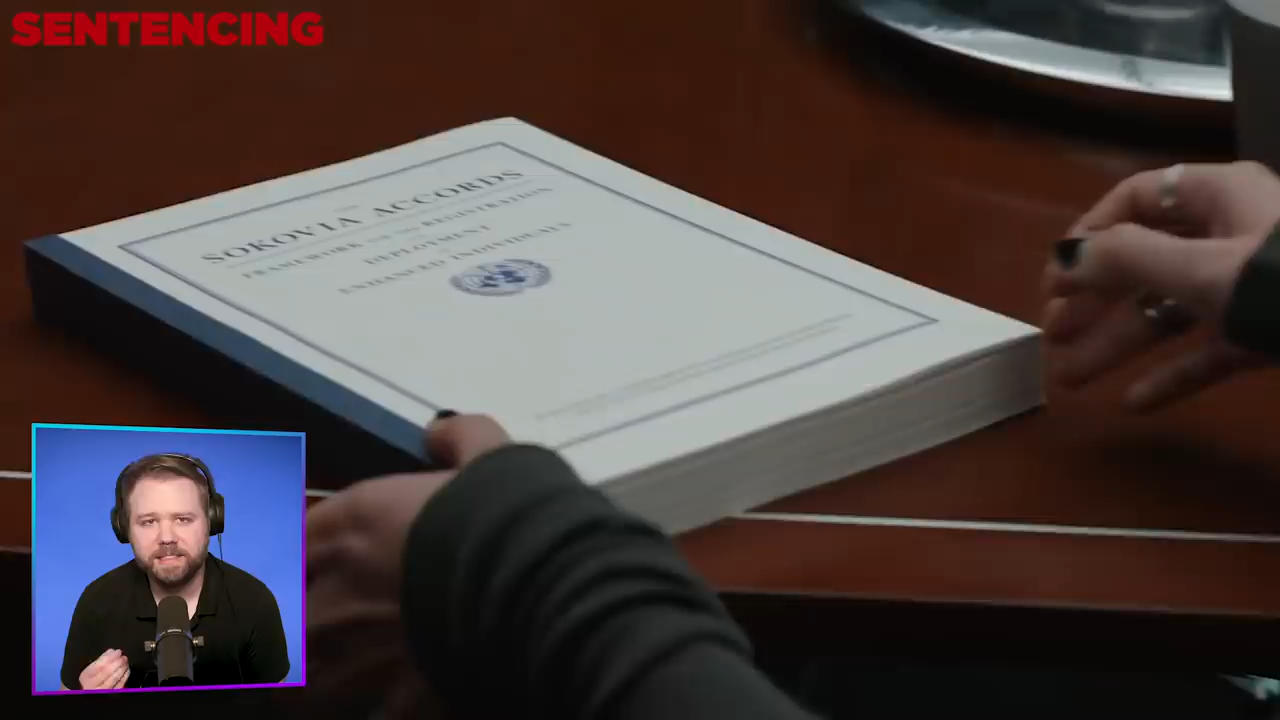 SENTENCING
SOKOVIA ACCORDS
FRAMEWORK FOR THE REGISTRATION
DEPLOYMENT
ENHANCED INDIVIDUALS